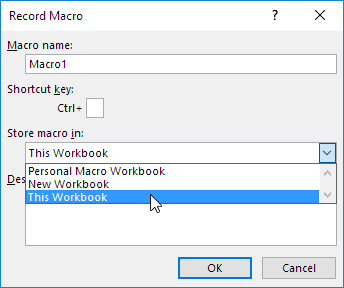 Record Macro
Macro name:
Macro1
Shortcut key:
Ctrl+
Store macro in:
This Workbook
Personal Macro Workbook
New Workbook
This Workbook
Des
OK
Cancel